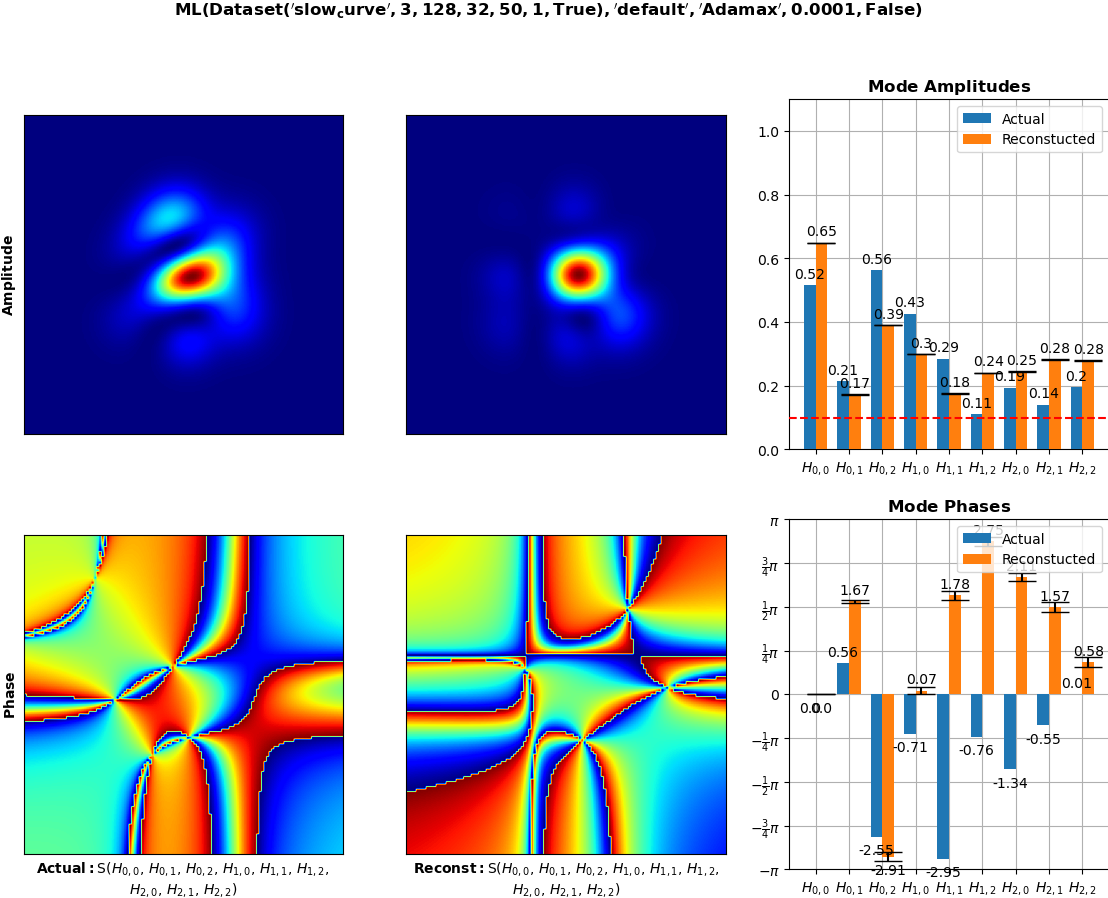 ML(Dataset('slow_curve', 3, 128, 32, 50, 1, True), 'default', 'Adamax', 0.0001, False)
Mode Amplitudes
Actual
Reconstucted
1.0
0.8
0.6
0.4
0.2
0.0
0.52
0.65
0.21
0.17
0.56
0.39
0.43
0.3
0.29
0.18
0.11
0.24
0.19
0.25
0.14
0.28
0.2
0.28
H0,0 H0,1 H0,2 H1,0 H1,1 H1,2 H2,0 H2,1 H2,2
Amplitude
Mode Phases
Actual
Reconstucted
π
3/4π
1/2π
1/4π
0
−1/4π
−1/2π
−3/4π
−π
0.0
0.0
0.56
1.67
-2.55
-2.91
-0.71
0.07
-2.95
1.78
-0.76
2.75
-1.34
2.11
-0.55
1.57
0.01
0.58
H0,0 H0,1 H0,2 H1,0 H1,1 H1,2 H2,0 H2,1 H2,2
Phase
Actual: S(H0,0, H0,1, H0,2, H1,0, H1,1, H1,2,
H2,0, H2,1, H2,2)
Reconst: S(H0,0, H0,1, H0,2, H1,0, H1,1, H1,2,
H2,0, H2,1, H2,2)